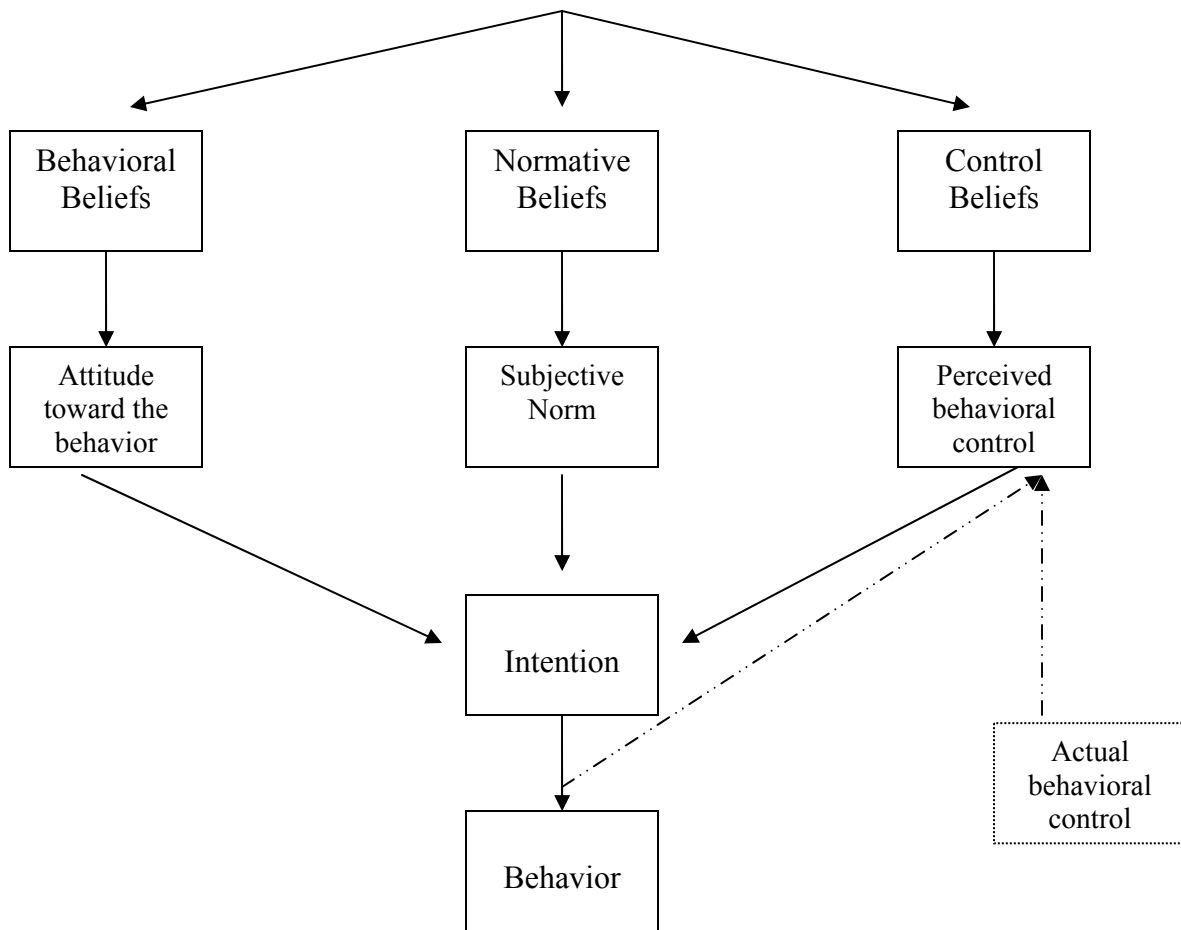 Behavioral
Beliefs
Normative
Beliefs
Control
Beliefs
Attitude
toward the
behavior
Subjective
Norm
Perceived
behavioral
control
Intention
Actual
behavioral
control
Behavior